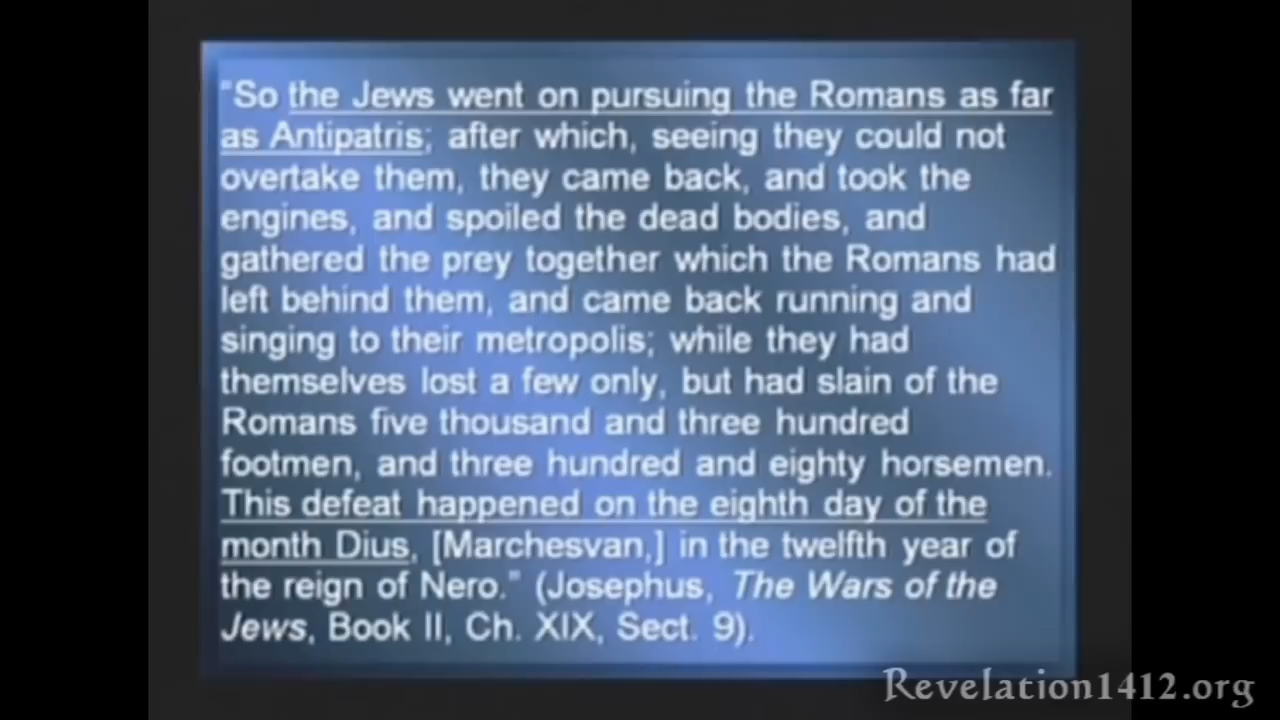 "So the Jews went on pursuing the Romans as far
as Antipatris; after which, seeing they could not
overtake them, they came back, and took the
engines, and spoiled the dead bodies, and
gathered the prey together which the Romans had
left behind them, and came back running and
singing to their metropolis; while they had
themselves lost a few only, but had slain of the
Romans five thousand and three hundred
footmen, and three hundred and eighty horsemen.
This defeat happened on the eighth day of the
month Dius, [Marchesvan,] in the twelfth year of
the reign of Nero." (Josephus, The Wars of the
Jews, Book II, Ch. XIX, Sect. 9).
Revelation1412.org